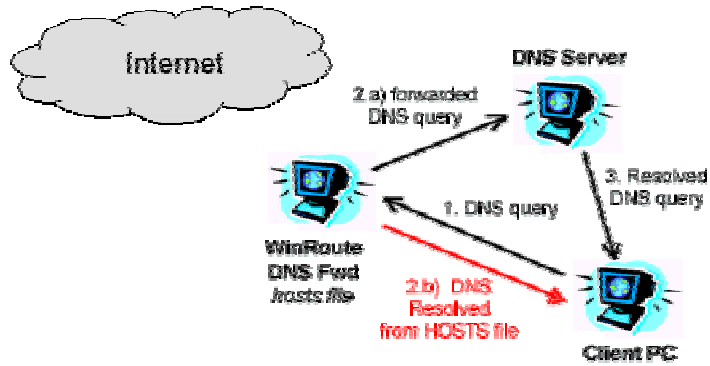 Internet
DNS Server
2.a) forwarded
DNS query
3. Resolved
DNS query
1. DNS query
WinRoute
DNS Fwd
hosts file
2.b) DNS
Resolved
from HOSTS file
Client PC